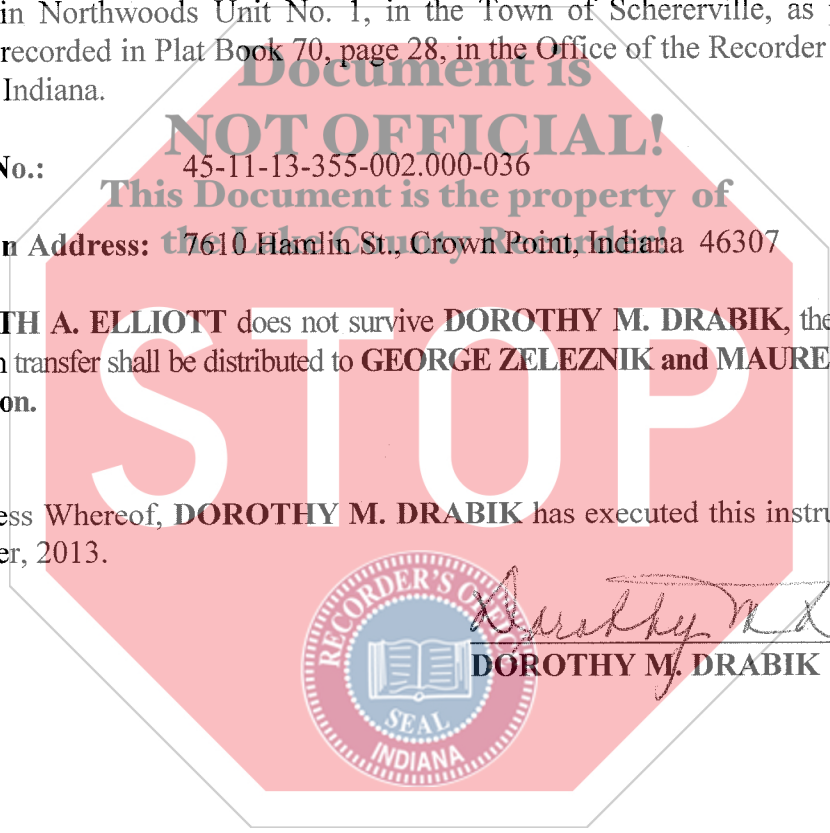 in Northwoods Unit No. 1, in the Town of Schererville, as
recorded in Plat Book 70, page 28, in the Office of the Recorder
Indiana.
Document is
NOT OFFICIAL!
This Document is the property of
the Lake County Recorder!
No.: 45-11-13-355-002.000-036
n Address: 7610 Hamlin St., Crown Point, Indiana 46307
TH A. ELLIOTT does not survive DOROTHY M. DRABIK, the
transfer shall be distributed to GEORGE ZELEZNIK and MAURE
on.
STOP
ess Whereof, DOROTHY M. DRABIK has executed this instru
er, 2013.
Dorothy M
DOROTHY M. DRABIK
RECORDER'S OFFICE
SEAL
INDIANA